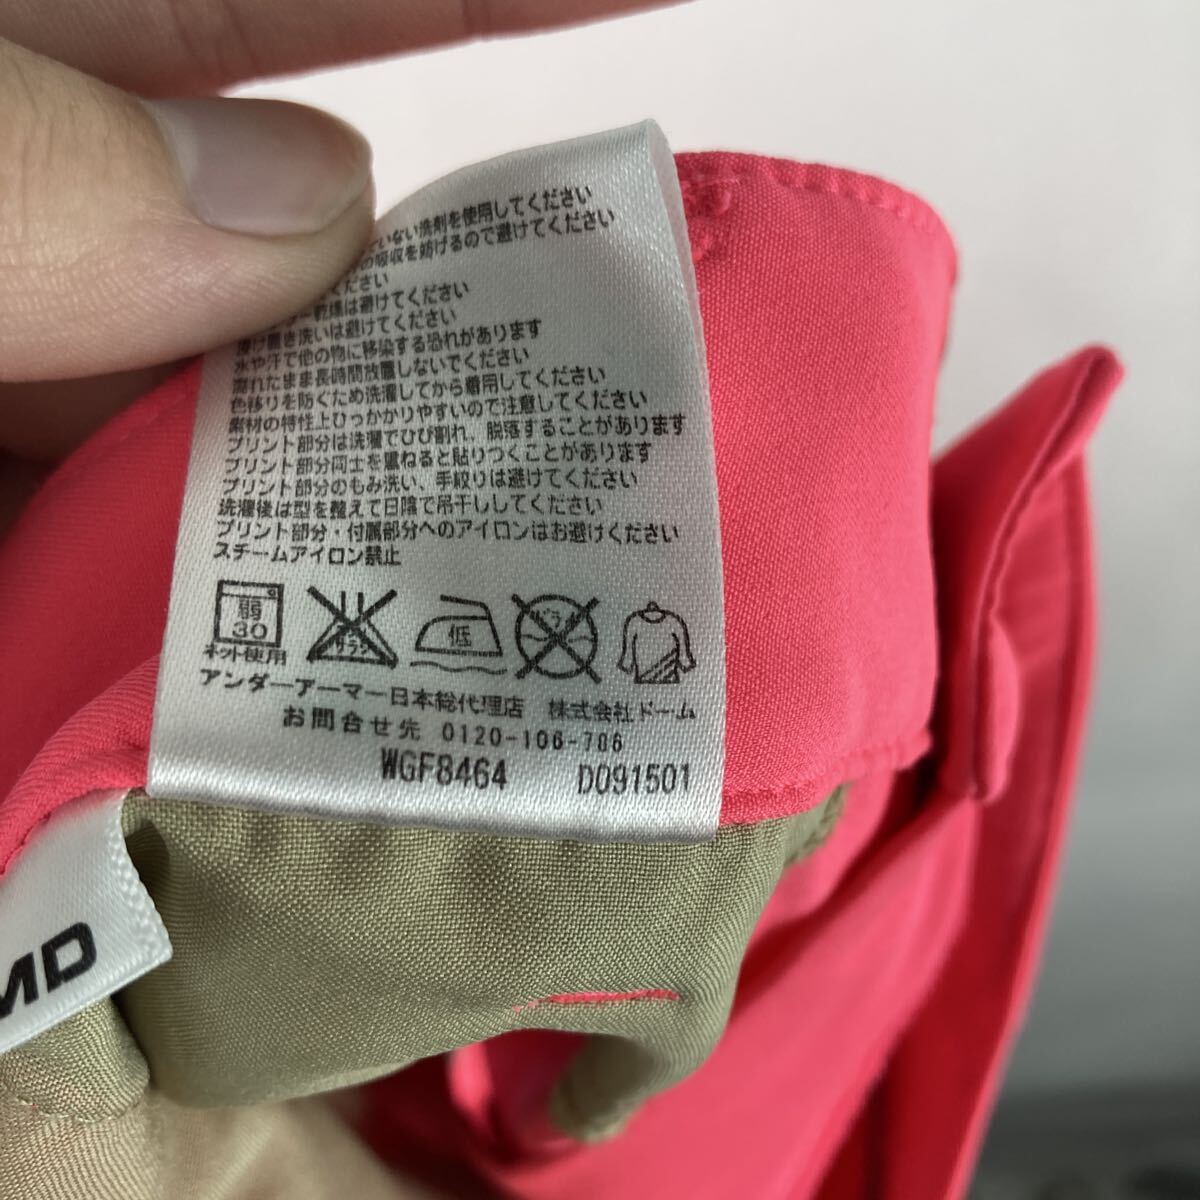 ていない洗剤を使用してください
の吸収を妨げるので避けてください
ください
乾燥は避けてください
漬け置き洗いは避けてください
水や汗で他の物に移染する恐れがあります
濡れたまま長時間放置しないでください
色移りを防ぐため洗濯してから着用してください
素材の特性上ひっかかりやすいので注意してください
プリント部分は洗濯でひび割れ、脱落することがあります
プリント部分同士を重ねると貼りつくことがあります
プリント部分のもみ洗い、手絞りは避けてください
洗濯後は型を整えて日陰で吊干ししてください
プリント部分・付属部分へのアイロンはお避けください
スチームアイロン禁止
弱 30 低
ネット使用
アンダーアーマー日本総代理店 株式会社ドーム
お問合せ先 0120-106-786
WGF8464 D091501
MD